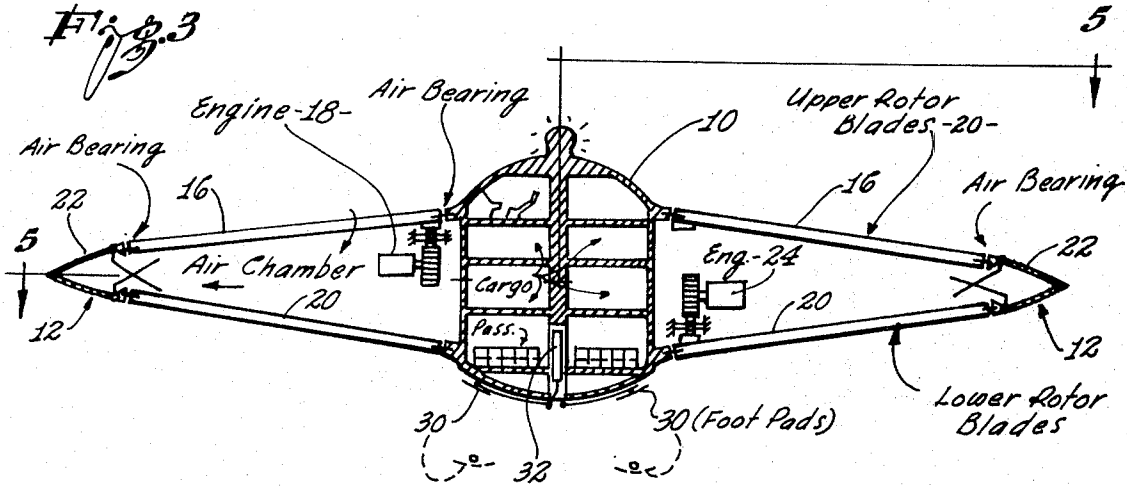 Fig. 3
5
Engine-18-
Air Bearing
Upper Rotor
Blades -20-
10
Air Bearing
Air Bearing
16
16
22
22
5
Air Chamber
Cargo
Eng.-24
20
20
12
12
Pass.
Lower Rotor
Blades
30
30 (Foot Pads)
32